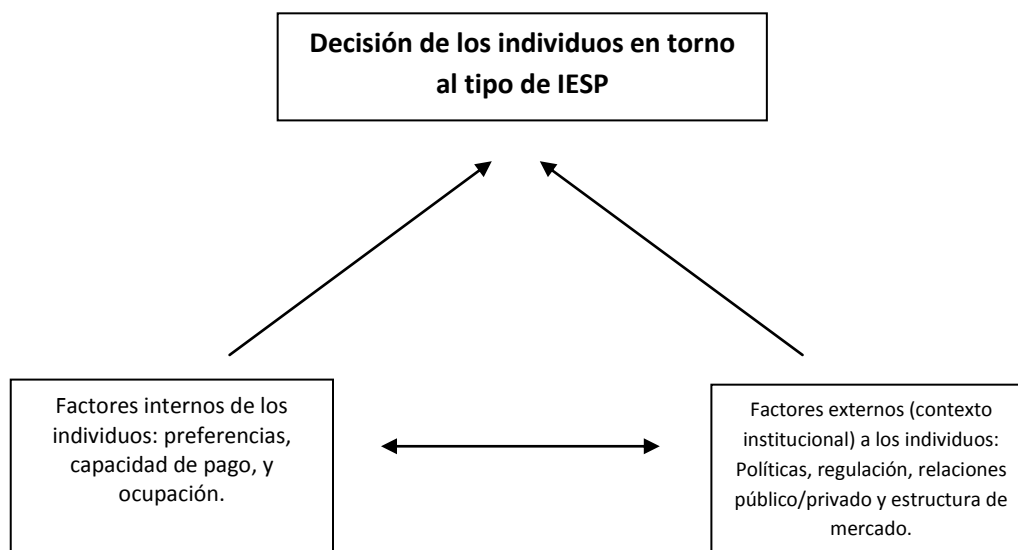 Decisión de los individuos en torno
al tipo de IESP
Factores internos de los
individuos: preferencias,
capacidad de pago, y
ocupación.
Factores externos (contexto
institucional) a los individuos:
Políticas, regulación, relaciones
público/privado y estructura de
mercado.